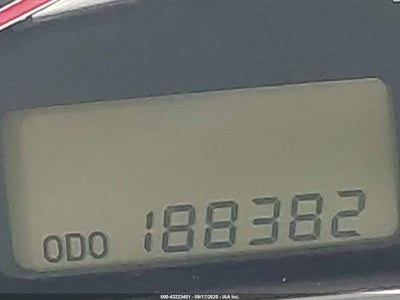 ODO 188382
000-43223401 - 09/17/2025 - IAA Inc.